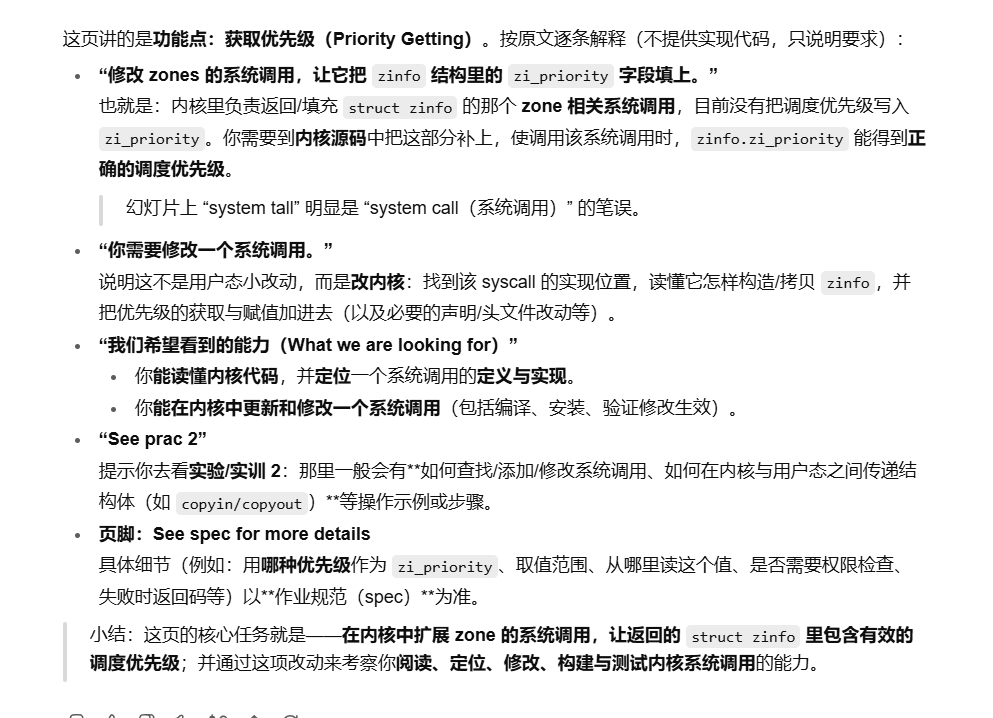 这页讲的是功能点：获取优先级（Priority Getting）。按原文逐条解释（不提供实现代码，只说明要求）：
“修改 zones 的系统调用，让它把 zinfo 结构里的 zi_priority 字段填上。”
也就是：内核里负责返回/填充 struct zinfo 的那个 zone 相关系统调用，目前没有把调度优先级写入
zi_priority。你需要到内核源码中把这部分补上，使调用该系统调用时，zinfo.zi_priority 能得到正
确的调度优先级。
幻灯片上 “system tall” 明显是 “system call（系统调用）” 的笔误。
“你需要修改一个系统调用。”
说明这不是用户态小改动，而是改内核：找到该 syscall 的实现位置，读懂它怎样构造/拷贝 zinfo，并
把优先级的获取与赋值加进去（以及必要的声明/头文件改动等）。
“我们希望看到的能力（What we are looking for）”
你能读懂内核代码，并定位一个系统调用的定义与实现。
你能在内核中更新和修改一个系统调用（包括编译、安装、验证修改生效）。
“See prac 2”
提示你去看实验/实训 2：那里一般会有**如何查找/添加/修改系统调用、如何在内核与用户态之间传递结
构体（如 copyin/copyout）**等操作示例或步骤。
页脚：See spec for more details
具体细节（例如：用哪种优先级作为 zi_priority、取值范围、从哪里读这个值、是否需要权限检查、
失败时返回码等）以**作业规范（spec）**为准。
小结：这页的核心任务就是——在内核中扩展 zone 的系统调用，让返回的 struct zinfo 里包含有效的
调度优先级；并通过这项改动来考察你阅读、定位、修改、构建与测试内核系统调用的能力。